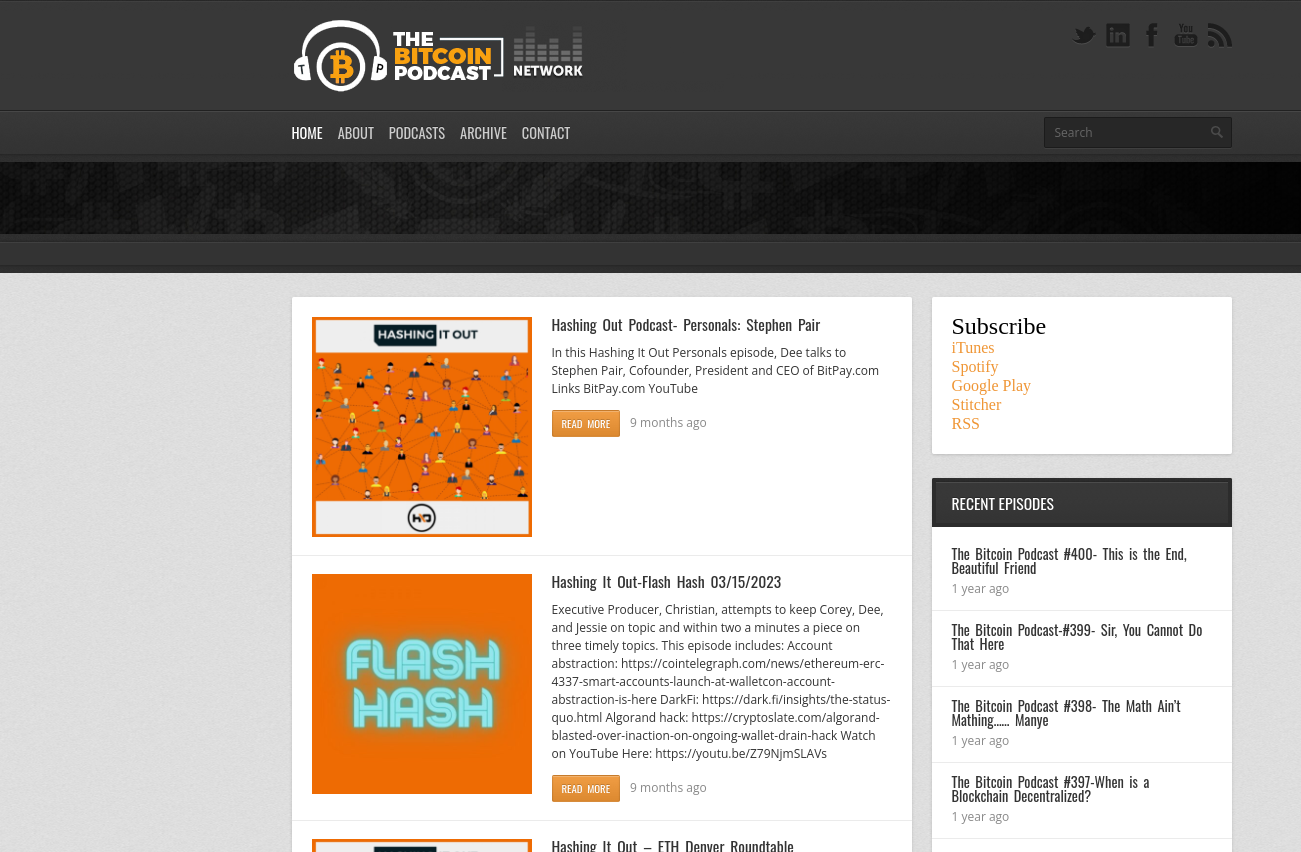 THE
BITCOIN
PODCAST
NETWORK
T
P
You
Tube
HOME ABOUT PODCASTS ARCHIVE CONTACT
Search
HASHING IT OUT
Hashing Out Podcast- Personals: Stephen Pair
In this Hashing It Out Personals episode, Dee talks to
Stephen Pair, Cofounder, President and CEO of BitPay.com
Links BitPay.com YouTube
READ MORE 9 months ago
FLASH
HASH
Hashing It Out-Flash Hash 03/15/2023
Executive Producer, Christian, attempts to keep Corey, Dee,
and Jessie on topic and within two a minutes a piece on
three timely topics. This episode includes: Account
abstraction: https://cointelegraph.com/news/ethereum-erc-
4337-smart-accounts-launch-at-walletcon-account-
abstraction-is-here DarkFi: https://dark.fi/insights/the-status-
quo.html Algorand hack: https://cryptoslate.com/algorand-
blasted-over-inaction-on-ongoing-wallet-drain-hack Watch
on YouTube Here: https://youtu.be/Z79NjmSLAVs
READ MORE 9 months ago
Hashing It Out – ETH Denver Roundtable
Subscribe
iTunes
Spotify
Google Play
Stitcher
RSS
RECENT EPISODES
The Bitcoin Podcast #400- This is the End,
Beautiful Friend
1 year ago
The Bitcoin Podcast-#399- Sir, You Cannot Do
That Here
1 year ago
The Bitcoin Podcast #398- The Math Ain't
Mathing…… Manye
1 year ago
The Bitcoin Podcast #397-When is a
Blockchain Decentralized?
1 year ago